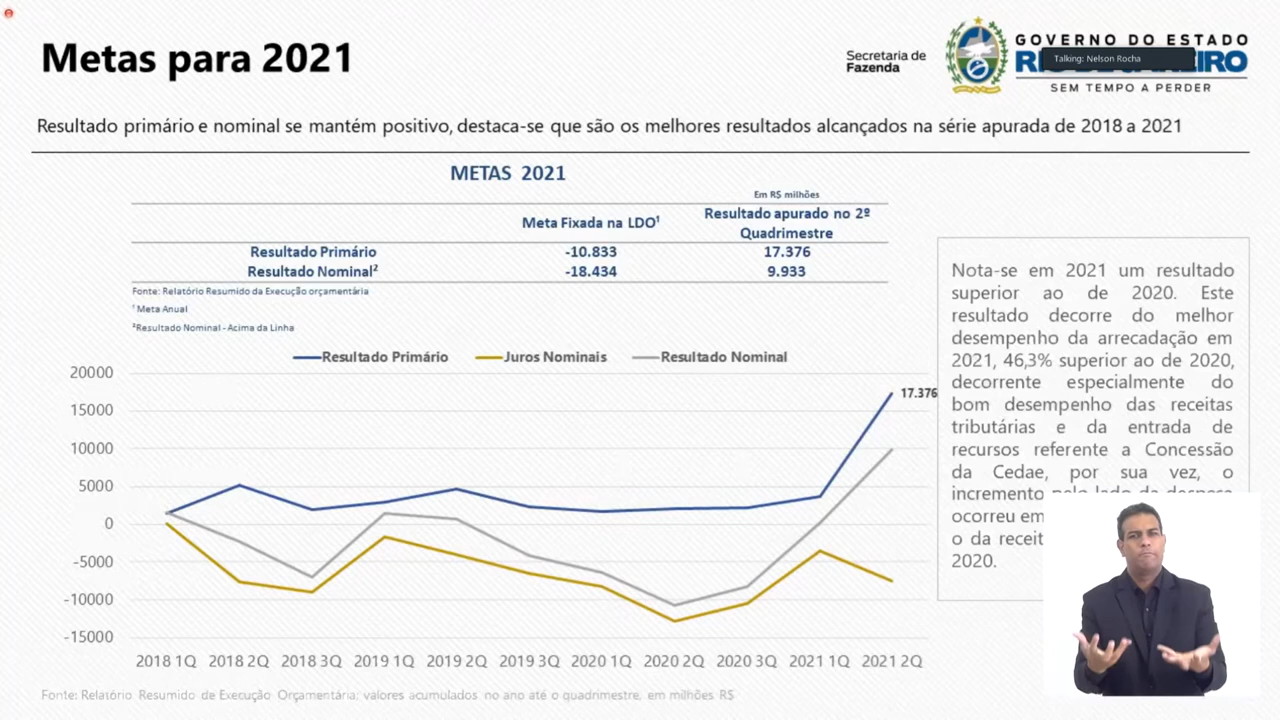 Metas para 2021
Secretaria de
Fazenda
GOVERNO DO ESTADO
Talking: Nelson Rocha
SEM TEMPO A PERDER
Resultado primário e nominal se mantém positivo, destaca-se que são os melhores resultados alcançados na série apurada de 2018 a 2021
METAS 2021
Em R$ milhões
Meta Fixada na LDO¹ Resultado apurado no 2º
Quadrimestre
Resultado Primário -10.833 17.376
Resultado Nominal² -18.434 9.933
Fonte: Relatório Resumido da Execução orçamentária
¹ Meta Anual
²Resultado Nominal - Acima da Linha
Resultado Primário Juros Nominais Resultado Nominal
20000
15000
10000
5000
0
-5000
-10000
-15000
17.376
2018 1Q 2018 2Q 2018 3Q 2019 1Q 2019 2Q 2019 3Q 2020 1Q 2020 2Q 2020 3Q 2021 1Q 2021 2Q
Nota-se em 2021 um resultado
superior ao de 2020. Este
resultado decorre do melhor
desempenho da arrecadação em
2021, 46,3% superior ao de 2020,
decorrente especialmente do
bom desempenho das receitas
tributárias e da entrada de
recursos referente a Concessão
da Cedae, por sua vez, o
incremento pelo lado da despesa
ocorreu em
o da receit
2020.
Fonte: Relatório Resumido de Execução Orçamentária; valores acumulados no ano até o quadrimestre, em milhões R$